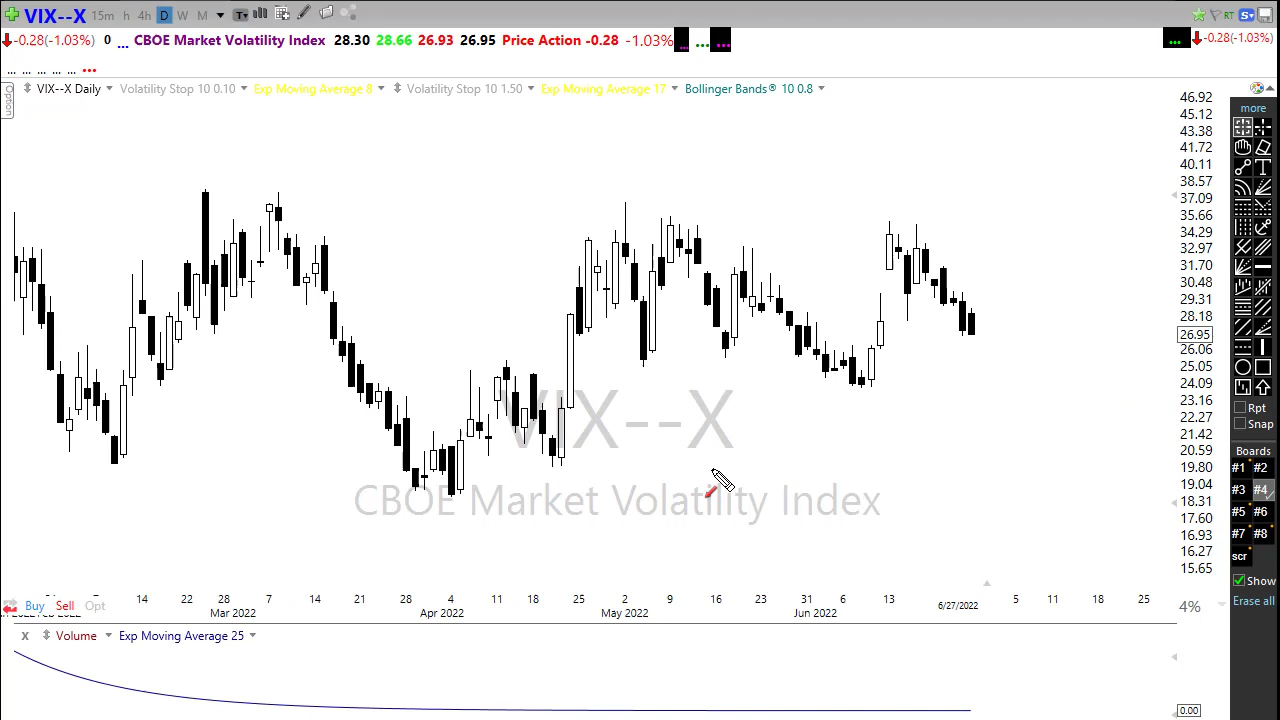 VIX--X 15m h 4h D W M T
RT S
-0.28(-1.03%) 0 ... CBOE Market Volatility Index 28.30 28.66 26.93 26.95 Price Action -0.28 -1.03% ... ... ... ... -0.28(-1.03%)
... ... ... ... ... ...
Option
VIX--X Daily Volatility Stop 10 0.10 Exp Moving Average 8 Volatility Stop 10 1.50 Exp Moving Average 17 Bollinger Bands® 10 0.8
46.92
45.12
43.38
41.72
40.11
38.57
37.09
35.66
34.29
32.97
31.70
30.48
29.31
28.18
26.95
26.06
25.05
24.09
23.16
22.27
21.42
20.59
19.80
19.04
18.31
17.60
16.93
16.27
15.65
VIX--X
CBOE Market Volatility Index
more
T
Rpt
Snap
Boards
#1 #2
#3 #4
#5 #6
#7 #8
scr
Show
Erase all
14 22 28 7 14 21 28 4 11 18 25 2 9 16 23 31 6 13 6/27/2022 5 11 18 25
Mar 2022 Apr 2022 May 2022 Jun 2022
Buy Sell Opt
4%
X Volume Exp Moving Average 25
0.00